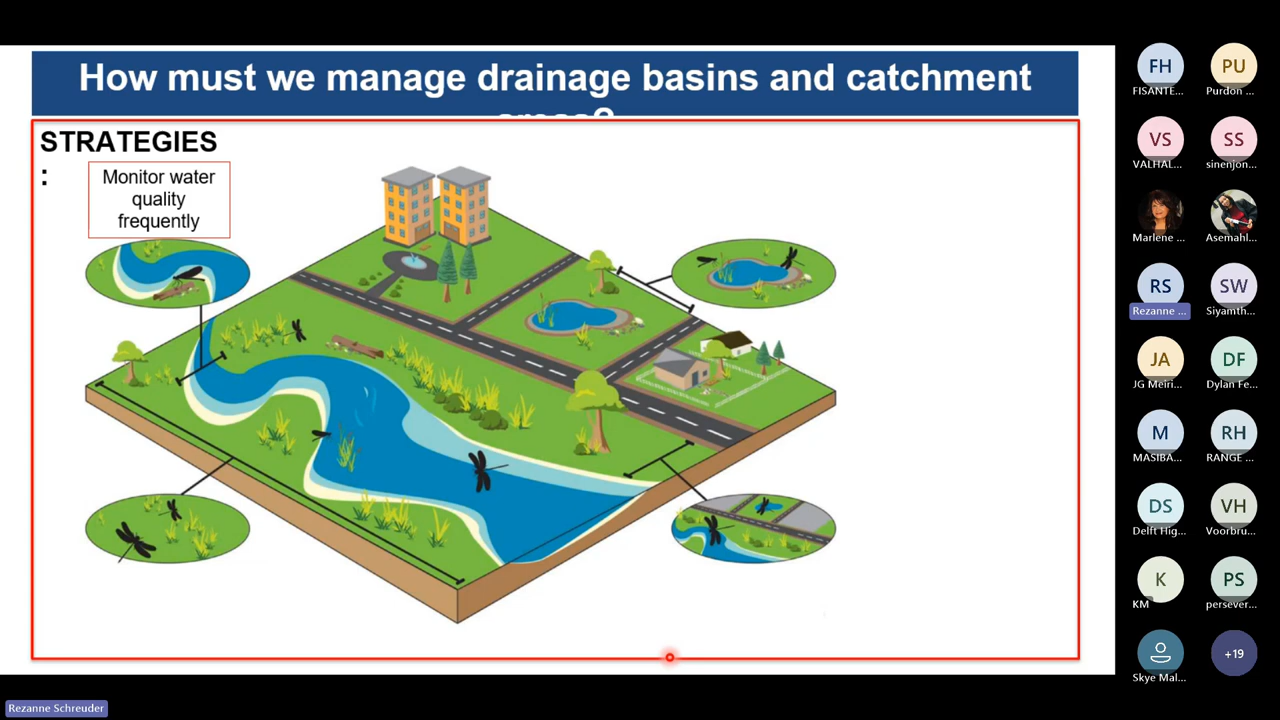 How must we manage drainage basins and catchment
areas?
STRATEGIES
:
Monitor water
quality
frequently
FH
FISANTE...
PU
Purdon ...
VS
VALHAL...
SS
sinenjon...
Marlene ...
Asemahl...
RS
Rezanne ...
SW
Siyamth...
JA
JG Meiri...
DF
Dylan Fe...
M
MASIBA...
RH
RANGE ...
DS
Delft Hig...
VH
Voorbru...
K
KM
PS
persever...
Skye Mal...
+19
Rezanne Schreuder